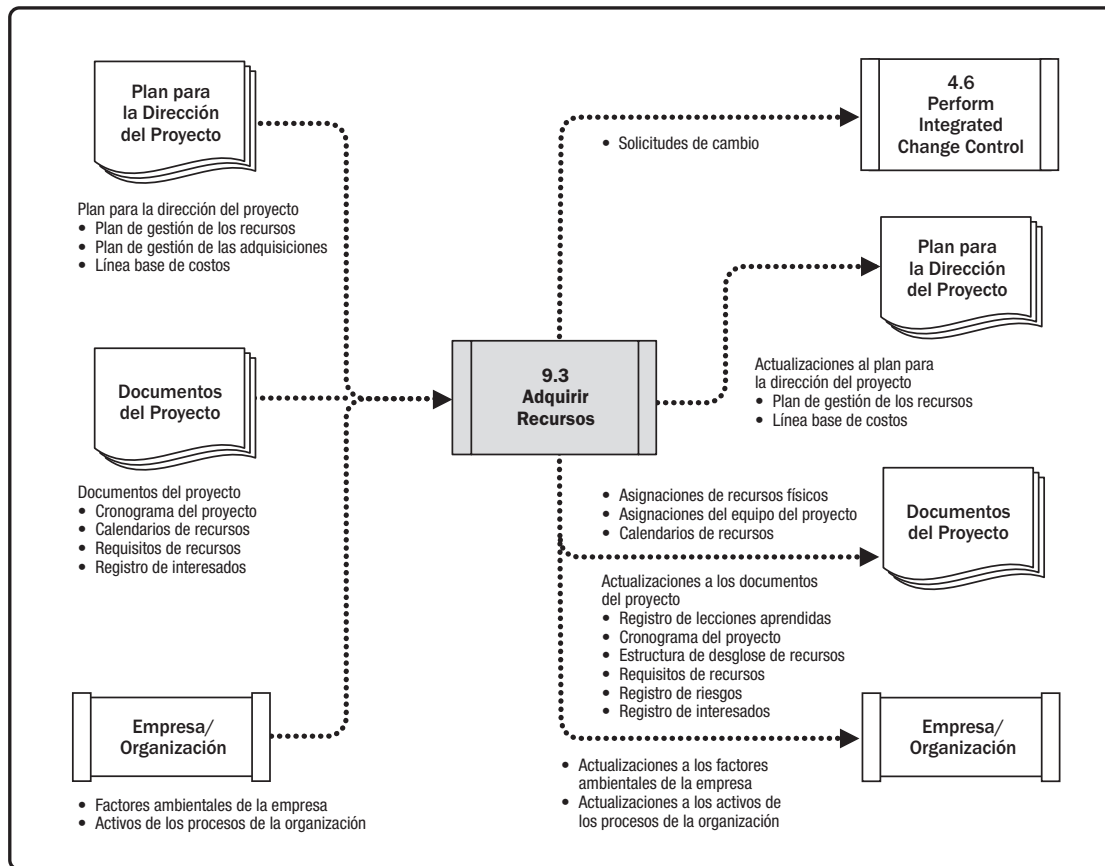 Plan para
la Dirección
del Proyecto
Plan para la dirección del proyecto
• Plan de gestión de los recursos
• Plan de gestión de las adquisiciones
• Línea base de costos
Documentos
del Proyecto
Documentos del proyecto
• Cronograma del proyecto
• Calendarios de recursos
• Requisitos de recursos
• Registro de interesados
Empresa/
Organización
• Factores ambientales de la empresa
• Activos de los procesos de la organización
9.3
Adquirir
Recursos
• Solicitudes de cambio
4.6
Perform
Integrated
Change Control
Plan para
la Dirección
del Proyecto
Actualizaciones al plan para
la dirección del proyecto
• Plan de gestión de los recursos
• Línea base de costos
• Asignaciones de recursos físicos
• Asignaciones del equipo del proyecto
• Calendarios de recursos
Documentos
del Proyecto
Actualizaciones a los documentos
del proyecto
• Registro de lecciones aprendidas
• Cronograma del proyecto
• Estructura de desglose de recursos
• Requisitos de recursos
• Registro de riesgos
• Registro de interesados
Empresa/
Organización
• Actualizaciones a los factores
ambientales de la empresa
• Actualizaciones a los activos de
los procesos de la organización